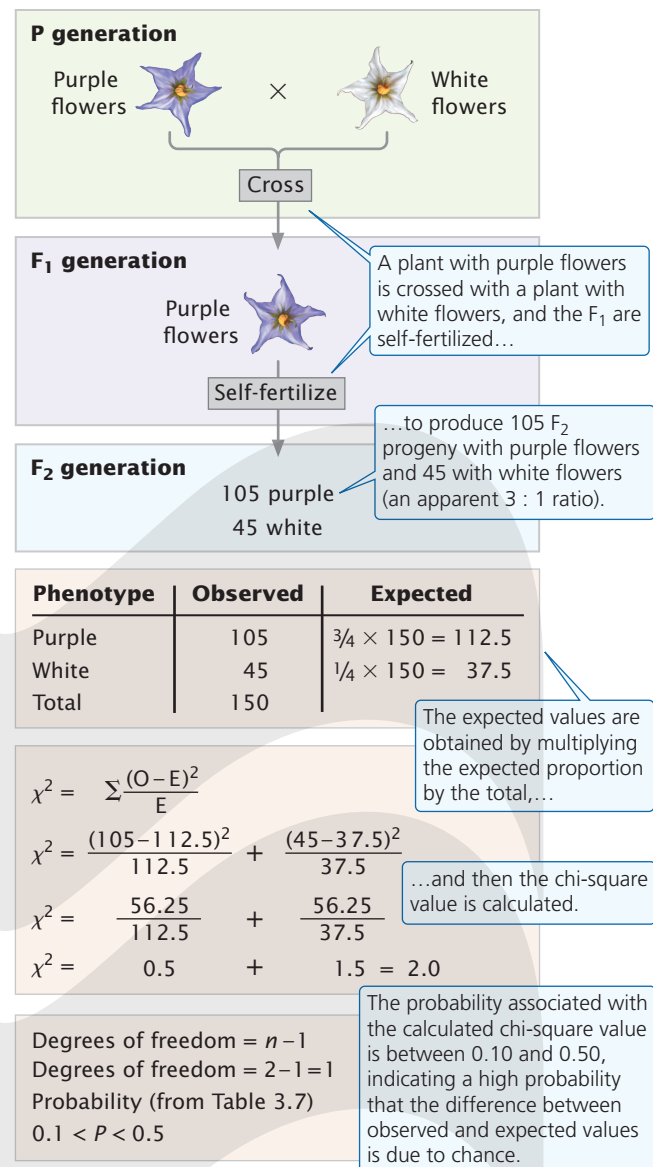 P generation
Purple
flowers
×
White
flowers
Cross
F₁ generation
Purple
flowers
A plant with purple flowers
is crossed with a plant with
white flowers, and the F₁ are
self-fertilized…
Self-fertilize
…to produce 105 F₂
progeny with purple flowers
and 45 with white flowers
(an apparent 3 : 1 ratio).
F₂ generation
105 purple
45 white
Phenotype Observed Expected
Purple 105 ¾ × 150 = 112.5
White 45 ¼ × 150 = 37.5
Total 150
The expected values are
obtained by multiplying
the expected proportion
by the total,…
χ² = Σ (O – E)² / E
χ² = (105–112.5)² / 112.5 + (45–37.5)² / 37.5
…and then the chi-square
value is calculated.
χ² = 56.25 / 112.5 + 56.25 / 37.5
χ² = 0.5 + 1.5 = 2.0
Degrees of freedom = n –1
Degrees of freedom = 2–1=1
Probability (from Table 3.7)
0.1 < P < 0.5
The probability associated with
the calculated chi-square value
is between 0.10 and 0.50,
indicating a high probability
that the difference between
observed and expected values
is due to chance.